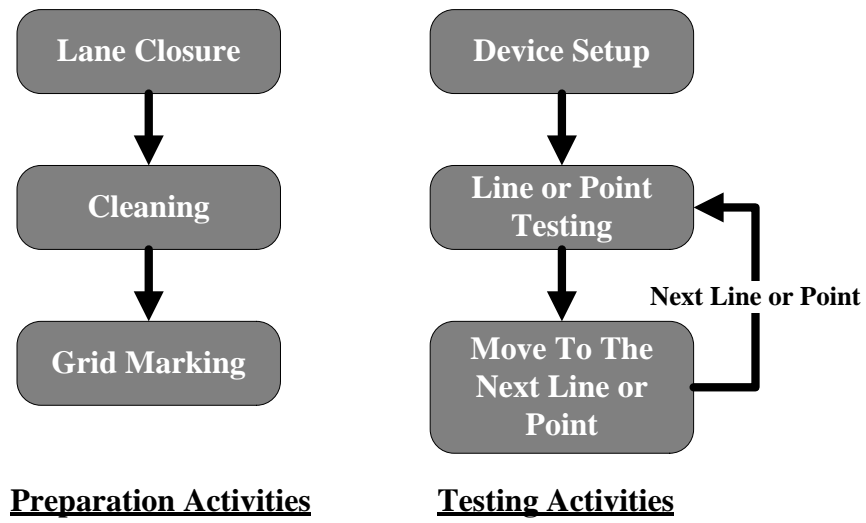 Lane Closure
Cleaning
Grid Marking
Preparation Activities
Device Setup
Line or Point
Testing
Next Line or Point
Move To The
Next Line or
Point
Testing Activities